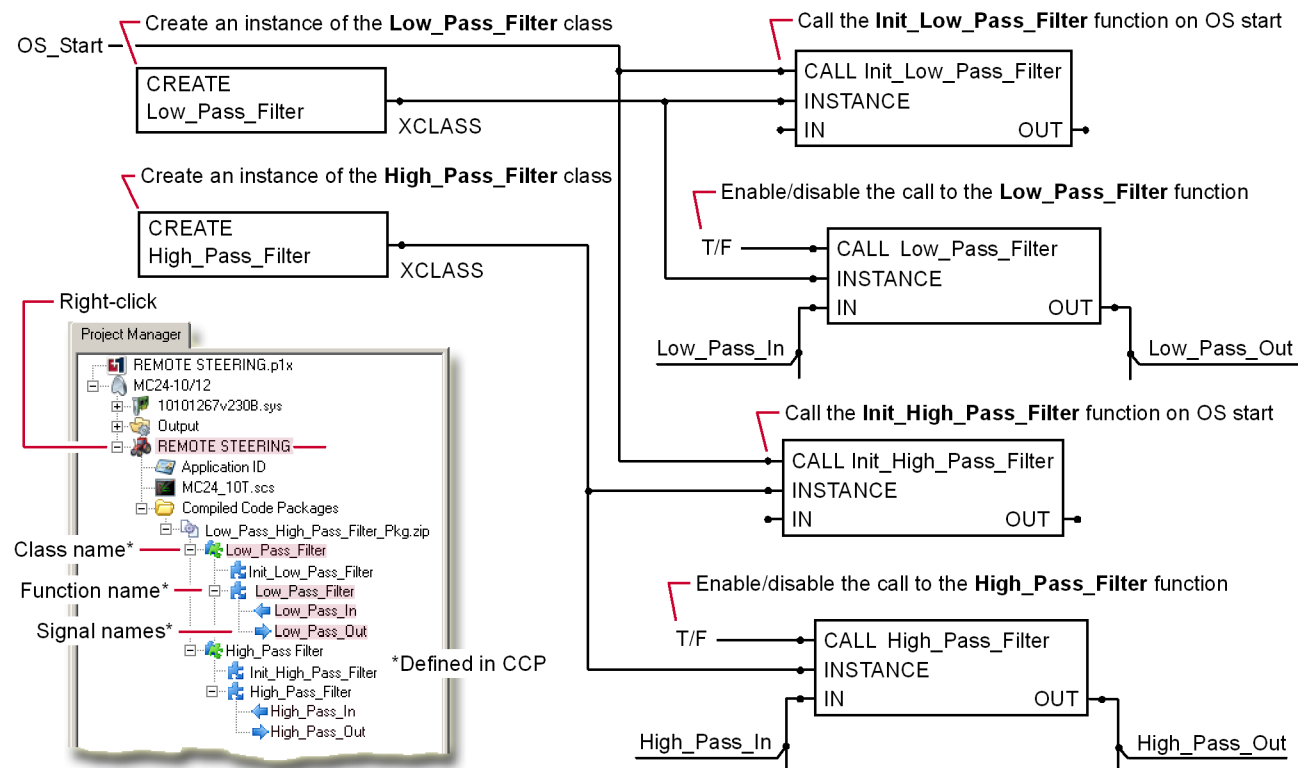 Create an instance of the Low_Pass_Filter class
OS_Start
CREATE
Low_Pass_Filter
XCLASS
Call the Init_Low_Pass_Filter function on OS start
CALL Init_Low_Pass_Filter
INSTANCE
IN OUT
Create an instance of the High_Pass_Filter class
CREATE
High_Pass_Filter
XCLASS
Enable/disable the call to the Low_Pass_Filter function
T/F
CALL Low_Pass_Filter
INSTANCE
IN OUT
Low_Pass_In
Low_Pass_Out
Right-click
Project Manager
REMOTE STEERING.p1x
MC24-10/12
10101267v230B.sys
Output
REMOTE STEERING
Application ID
MC24_10T.scs
Compiled Code Packages
Low_Pass_High_Pass_Filter_Pkg.zip
Class name*
Low_Pass_Filter
Init_Low_Pass_Filter
Function name*
Low_Pass_Filter
Low_Pass_In
Signal names*
Low_Pass_Out
High_Pass Filter
*Defined in CCP
Init_High_Pass_Filter
High_Pass_Filter
High_Pass_In
High_Pass_Out
Call the Init_High_Pass_Filter function on OS start
CALL Init_High_Pass_Filter
INSTANCE
IN OUT
Enable/disable the call to the High_Pass_Filter function
T/F
CALL High_Pass_Filter
INSTANCE
IN OUT
High_Pass_In
High_Pass_Out